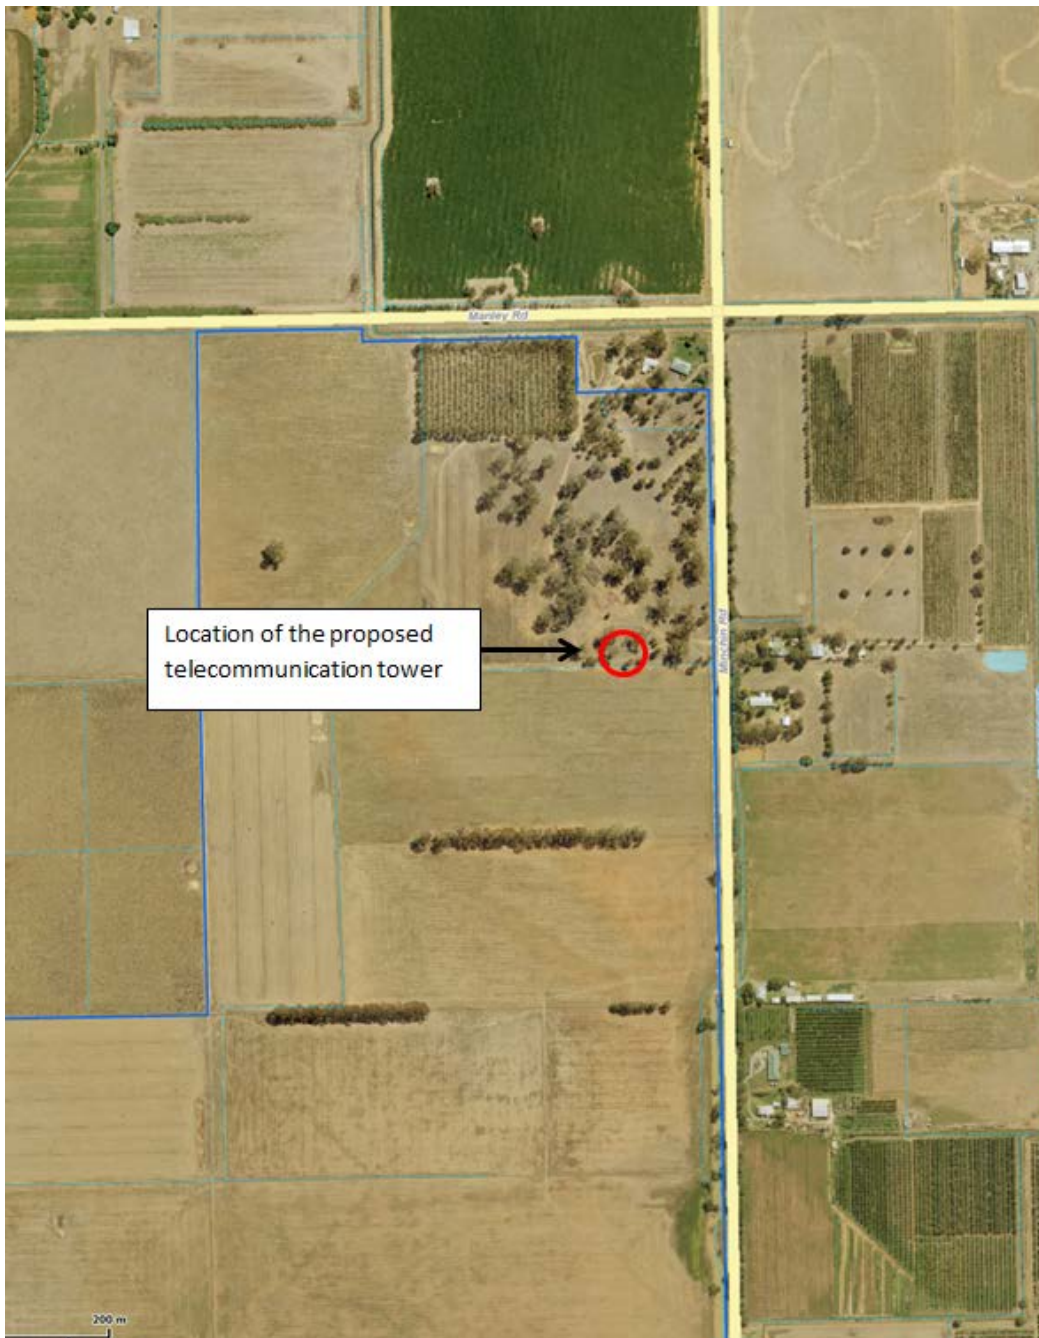 Manley Rd
Location of the proposed
telecommunication tower
Minchin Rd
200 m